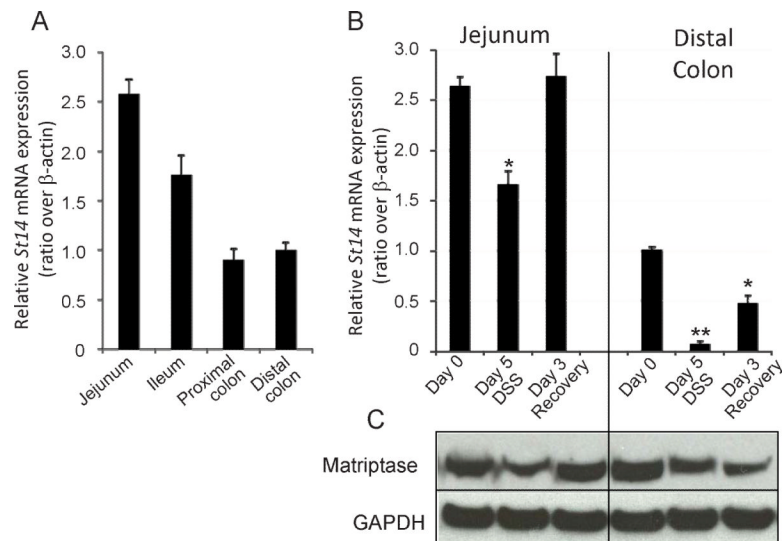 A
Relative St14 mRNA expression
(ratio over β-actin)
3.0
2.5
2.0
1.5
1.0
0.5
0
Jejunum
Ileum
Proximal
colon
Distal
colon
B
Jejunum
Distal
Colon
Relative St14 mRNA expression
(ratio over β-actin)
3.0
2.5
2.0
1.5
1.0
0.5
0
*
**
*
Day 0
Day 5
DSS
Day 3
Recovery
Day 0
Day 5
DSS
Day 3
Recovery
C
Matriptase
GAPDH